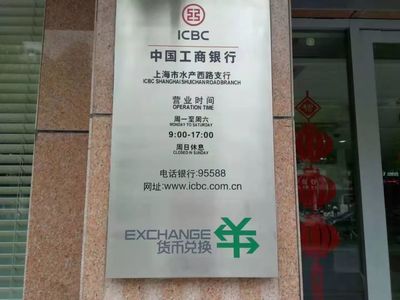 ICBC
中国工商银行
上海市水产西路支行
ICBC SHANGHAI SHUICHAN ROAD BRANCH
营业时间
OPERATION TIME
周一至周六
MONDAY TO SATURDAY
9:00-17:00
周日休息
CLOSED IN SUNDAY
电话银行:95588
网址:www.icbc.com.cn
EXCHANGE
货币兑换